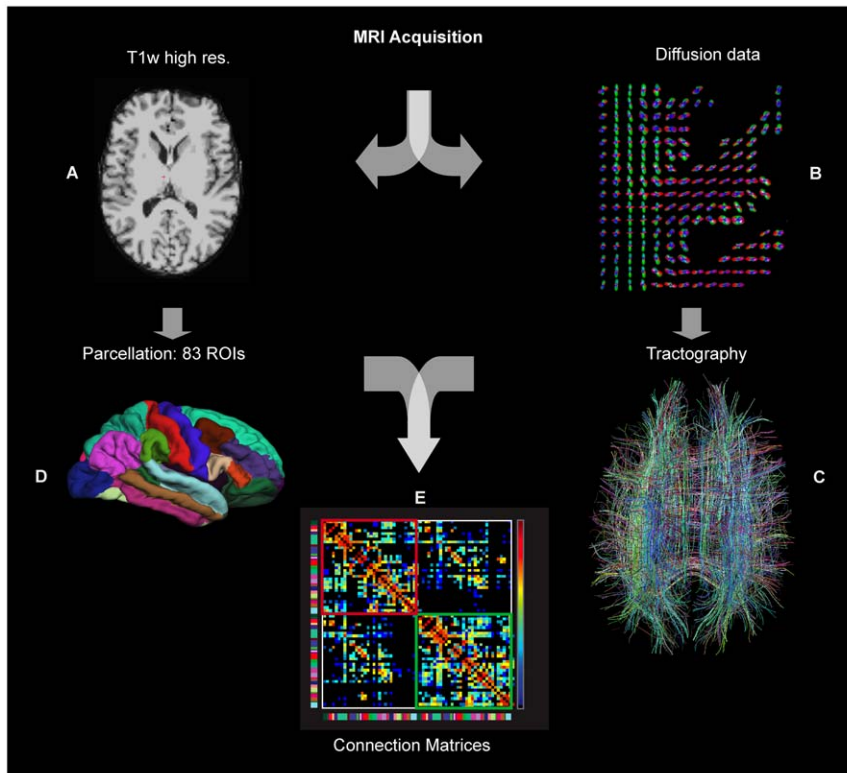 MRI Acquisition
T1w high res.
Diffusion data
A
B
Parcellation: 83 ROIs
Tractography
D
C
E
Connection Matrices